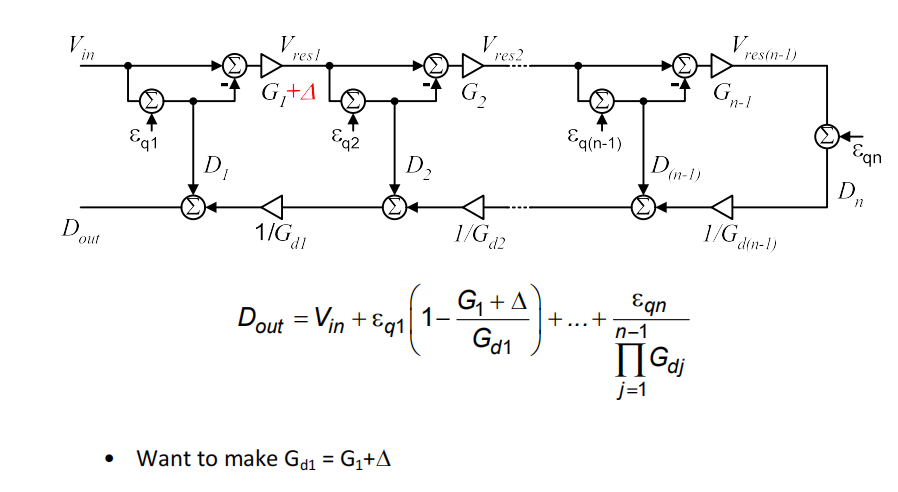 V_in V_res1 V_res2 V_res(n-1)
Σ - Σ - Σ -
G_1+Δ G_2 G_n-1
Σ Σ Σ Σ
ε_q1 ε_q2 ε_q(n-1) ε_qn
D_1 D_2 D_(n-1) D_n
Σ Σ Σ
D_out 1/G_d1 1/G_d2 1/G_d(n-1)
D_out = V_in + ε_q1 (1 − (G_1 + Δ)/G_d1) + ... + ε_qn / ∏_{j=1}^{n−1} G_dj
• Want to make G_d1 = G_1+Δ